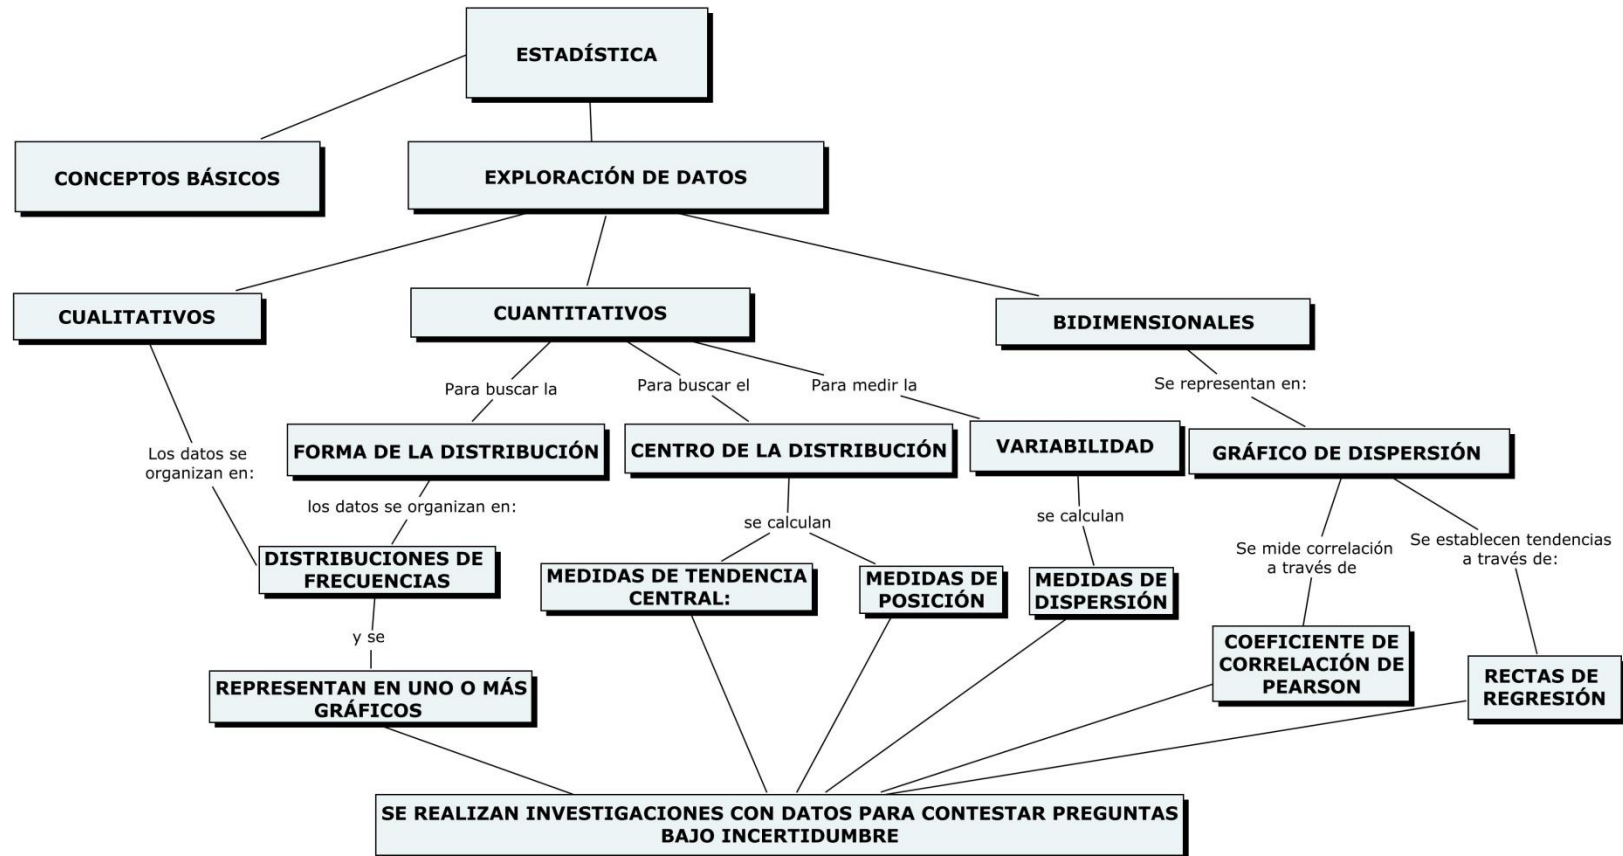 ESTADÍSTICA
CONCEPTOS BÁSICOS
EXPLORACIÓN DE DATOS
CUALITATIVOS
CUANTITATIVOS
BIDIMENSIONALES
Para buscar la
Para buscar el
Para medir la
Se representan en:
Los datos se
organizan en:
FORMA DE LA DISTRIBUCIÓN
CENTRO DE LA DISTRIBUCIÓN
VARIABILIDAD
GRÁFICO DE DISPERSIÓN
los datos se organizan en:
se calculan
se calculan
Se mide correlación
a través de
Se establecen tendencias
a través de:
DISTRIBUCIONES DE
FRECUENCIAS
MEDIDAS DE TENDENCIA
CENTRAL:
MEDIDAS DE
POSICIÓN
MEDIDAS DE
DISPERSIÓN
y se
COEFICIENTE DE
CORRELACIÓN DE
PEARSON
RECTAS DE
REGRESIÓN
REPRESENTAN EN UNO O MÁS
GRÁFICOS
SE REALIZAN INVESTIGACIONES CON DATOS PARA CONTESTAR PREGUNTAS
BAJO INCERTIDUMBRE